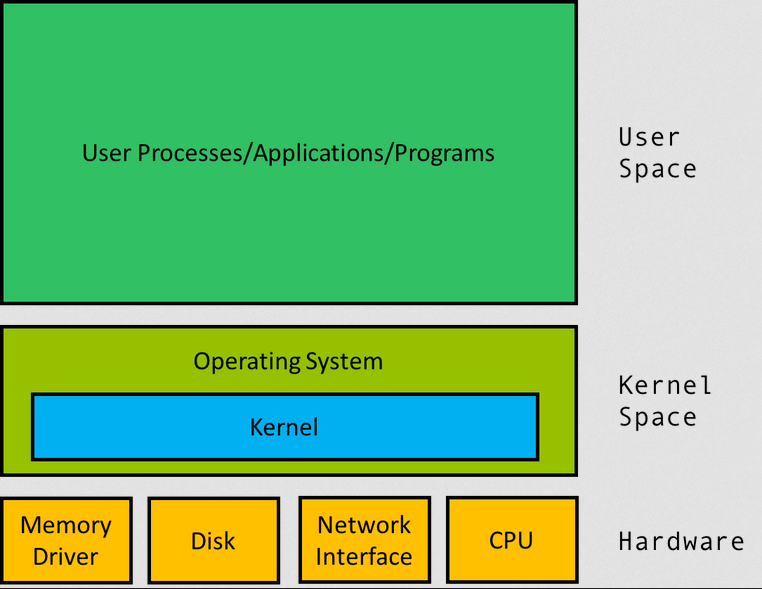 User Processes/Applications/Programs
User
Space
Operating System
Kernel
Kernel
Space
Memory
Driver
Disk
Network
Interface
CPU
Hardware